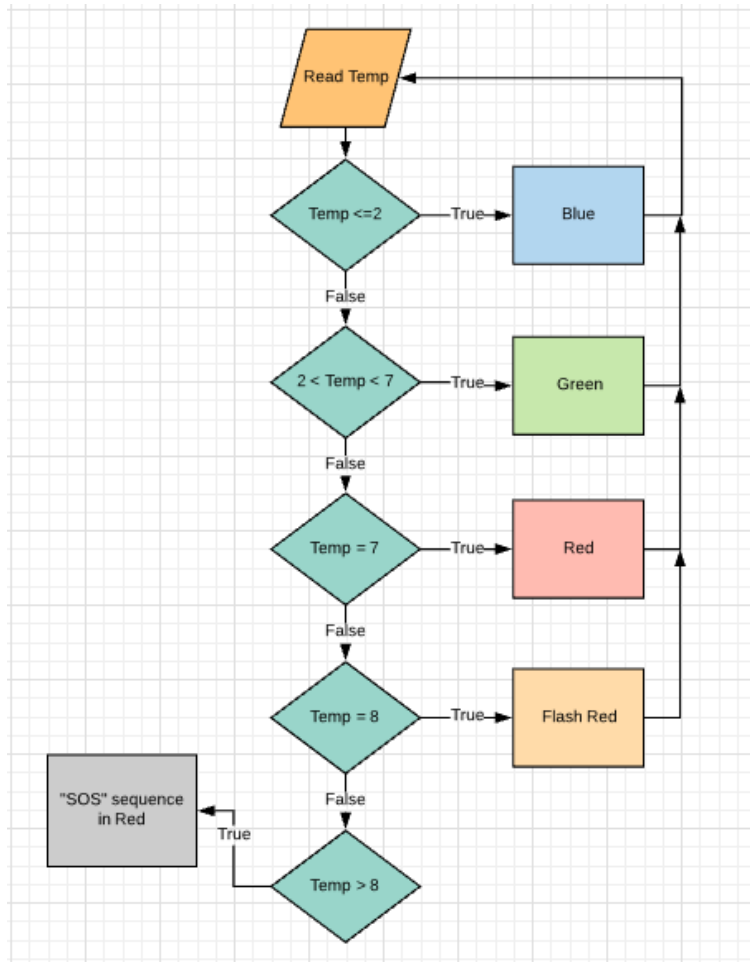 Read Temp
Temp <=2
True
Blue
False
2 < Temp < 7
True
Green
False
Temp = 7
True
Red
False
Temp = 8
True
Flash Red
False
"SOS" sequence
in Red
True
Temp > 8